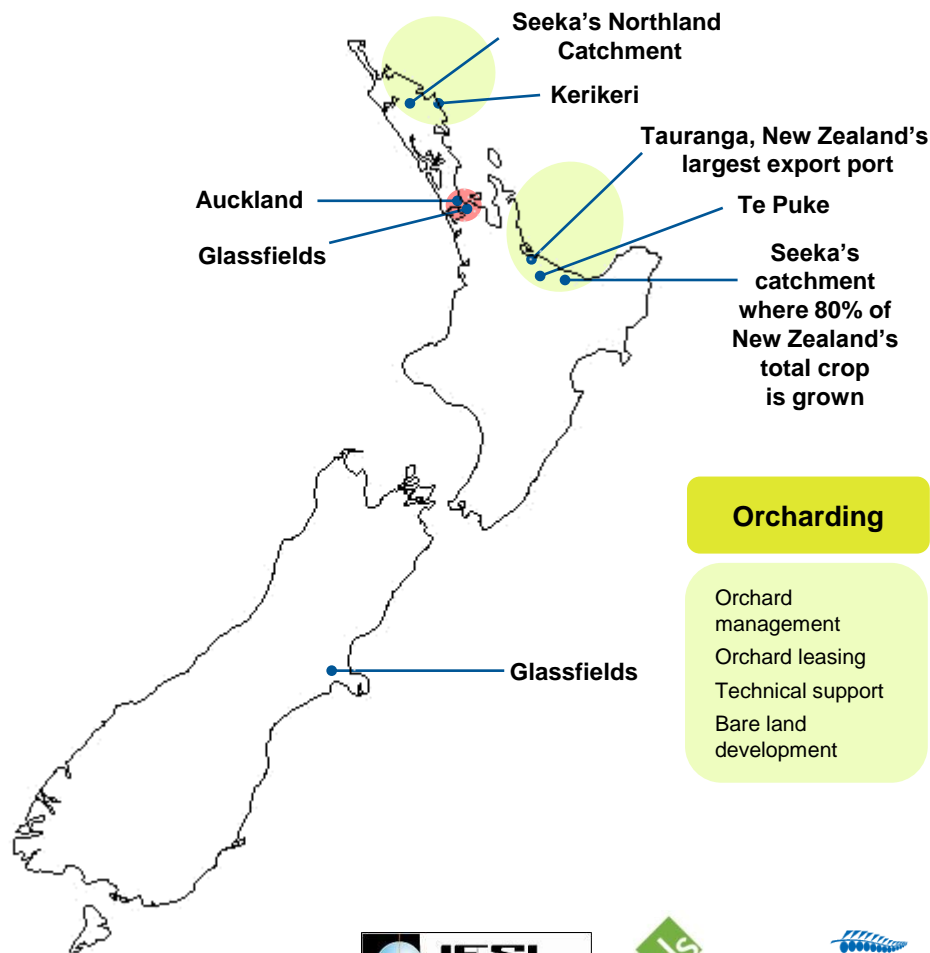 Seeka’s Northland
Catchment
Kerikeri
Tauranga, New Zealand’s
largest export port
Auckland
Te Puke
Glassfields
Seeka’s
catchment
where 80% of
New Zealand’s
total crop
is grown
Orcharding
Orchard
management
Orchard leasing
Technical support
Bare land
development
Glassfields